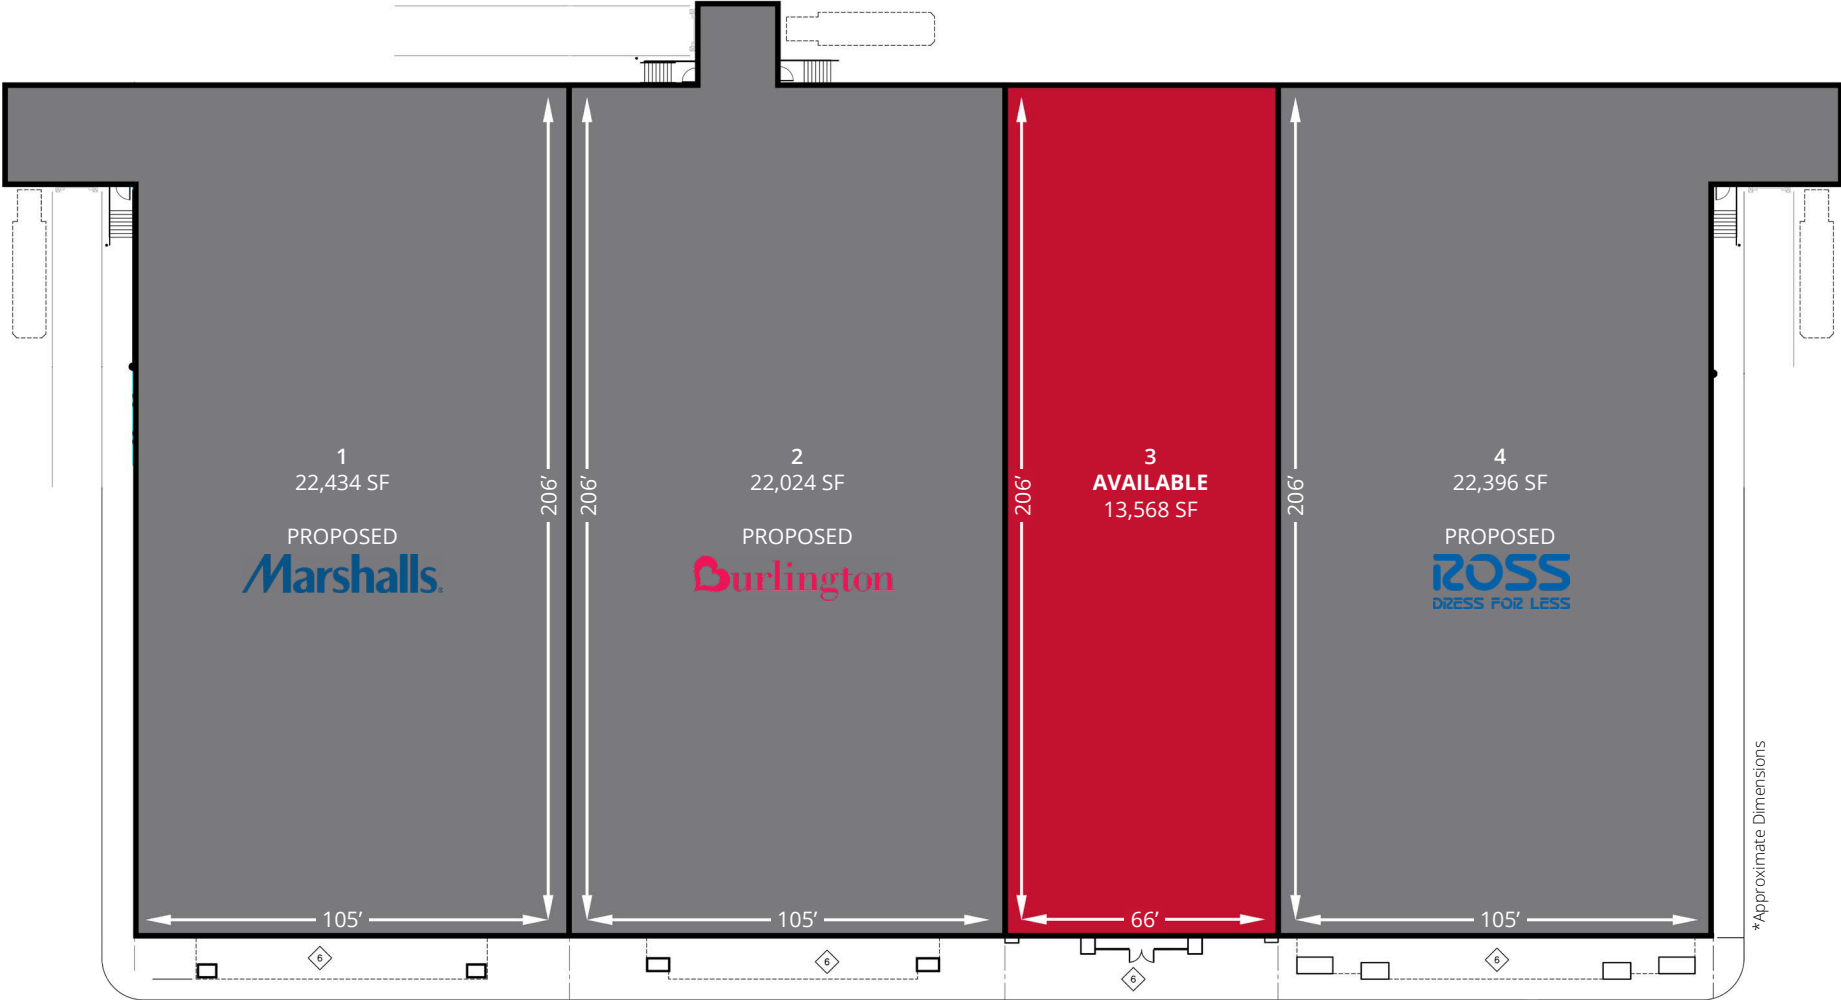 1
22,434 SF
PROPOSED
Marshalls®
206’
105’
2
22,024 SF
PROPOSED
Burlington
206’
105’
3
AVAILABLE
13,568 SF
206’
66’
4
22,396 SF
PROPOSED
ROSS
DRESS FOR LESS
206’
105’
*Approximate Dimensions
6
6
6
6